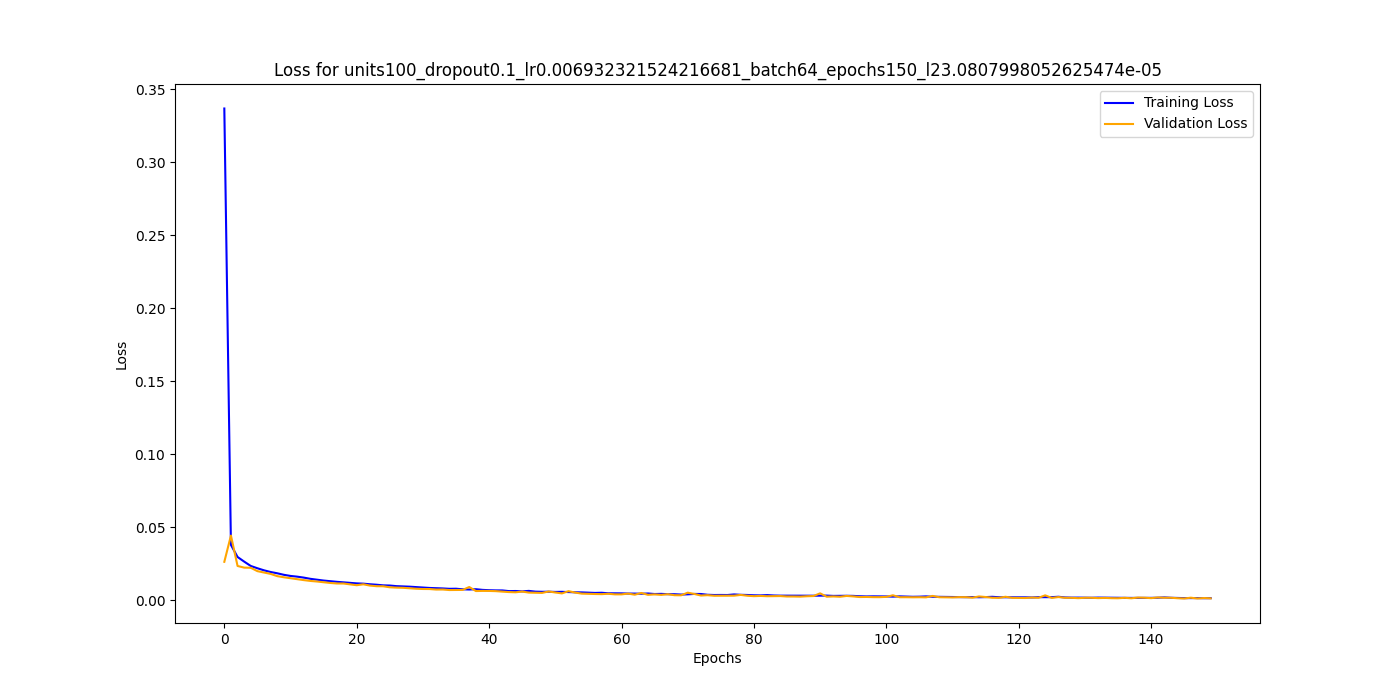 Loss for units100_dropout0.1_lr0.006932321524216681_batch64_epochs150_l23.0807998052625474e-05
Training Loss
Validation Loss
0.35
0.30
0.25
0.20
0.15
0.10
0.05
0.00
Loss
0 20 40 60 80 100 120 140
Epochs